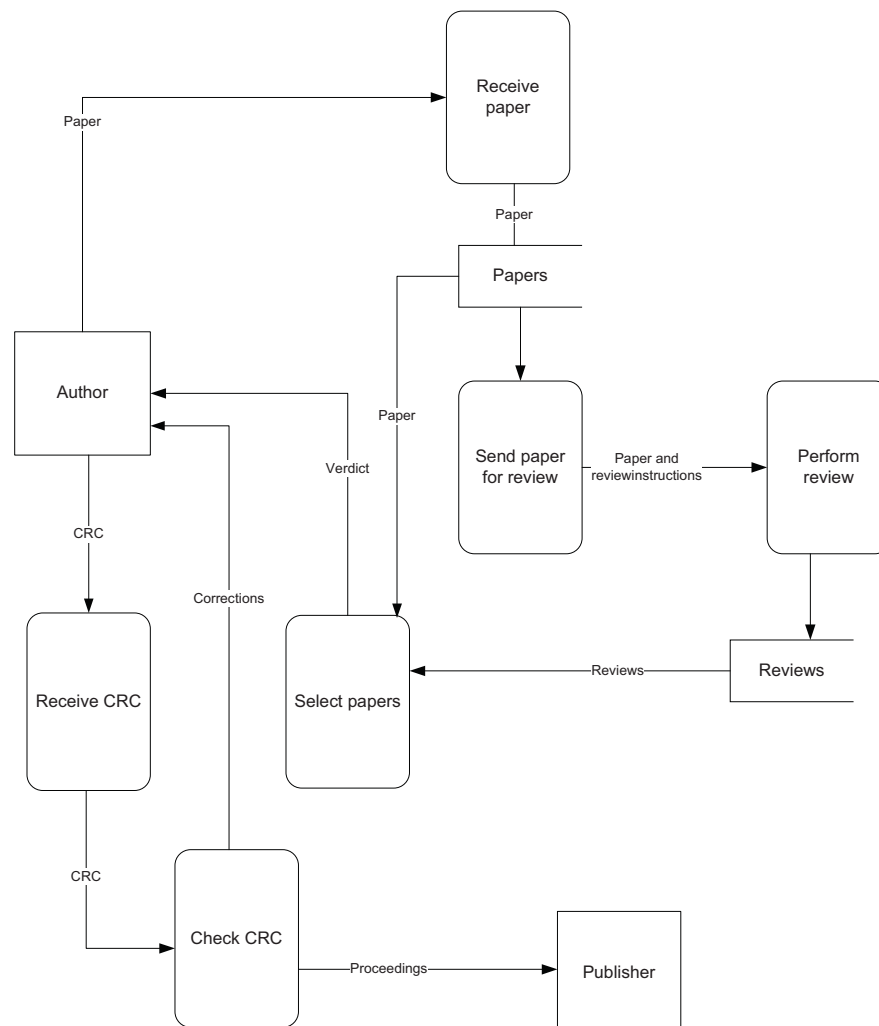 Receive
paper
Paper
Paper
Papers
Author
Paper
Send paper
for review
Paper and
reviewinstructions
Perform
review
Verdict
CRC
Corrections
Receive CRC
Select papers
Reviews
Reviews
CRC
Check CRC
Proceedings
Publisher